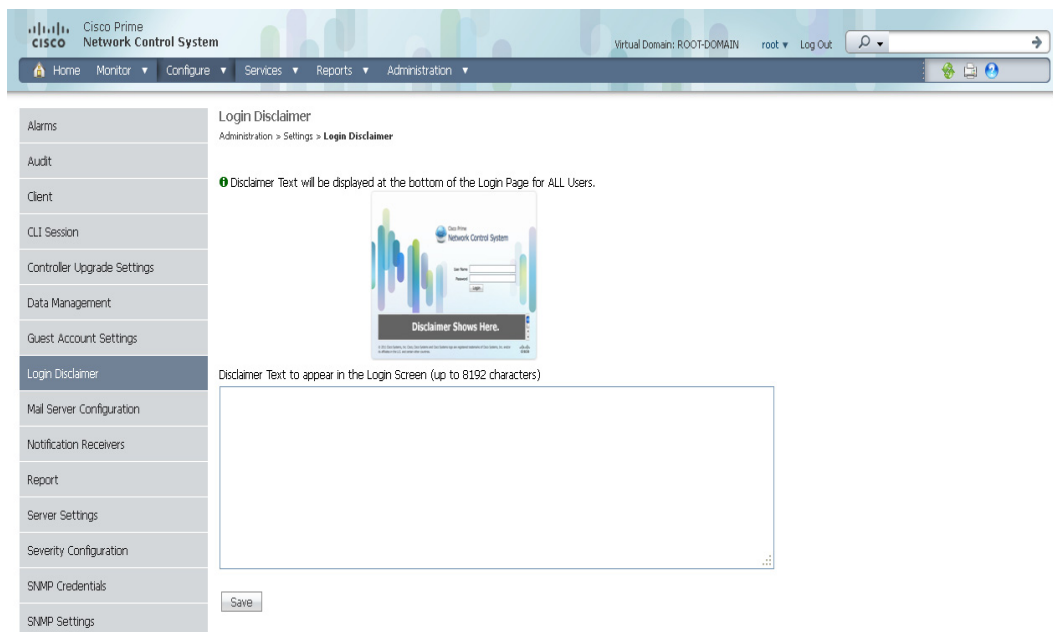 Cisco Prime
CISCO Network Control System
Virtual Domain: ROOT-DOMAIN root ▼ Log Out
Home Monitor ▼ Configure ▼ Services ▼ Reports ▼ Administration ▼
Alarms
Audit
Client
CLI Session
Controller Upgrade Settings
Data Management
Guest Account Settings
Login Disclaimer
Mail Server Configuration
Notification Receivers
Report
Server Settings
Severity Configuration
SNMP Credentials
SNMP Settings
Login Disclaimer
Administration » Settings » Login Disclaimer
Disclaimer Text will be displayed at the bottom of the Login Page for ALL Users.
Cisco Prime
Network Control System
User Name
Password
Login
Disclaimer Shows Here.
CISCO
Disclaimer Text to appear in the Login Screen (up to 8192 characters)
Save